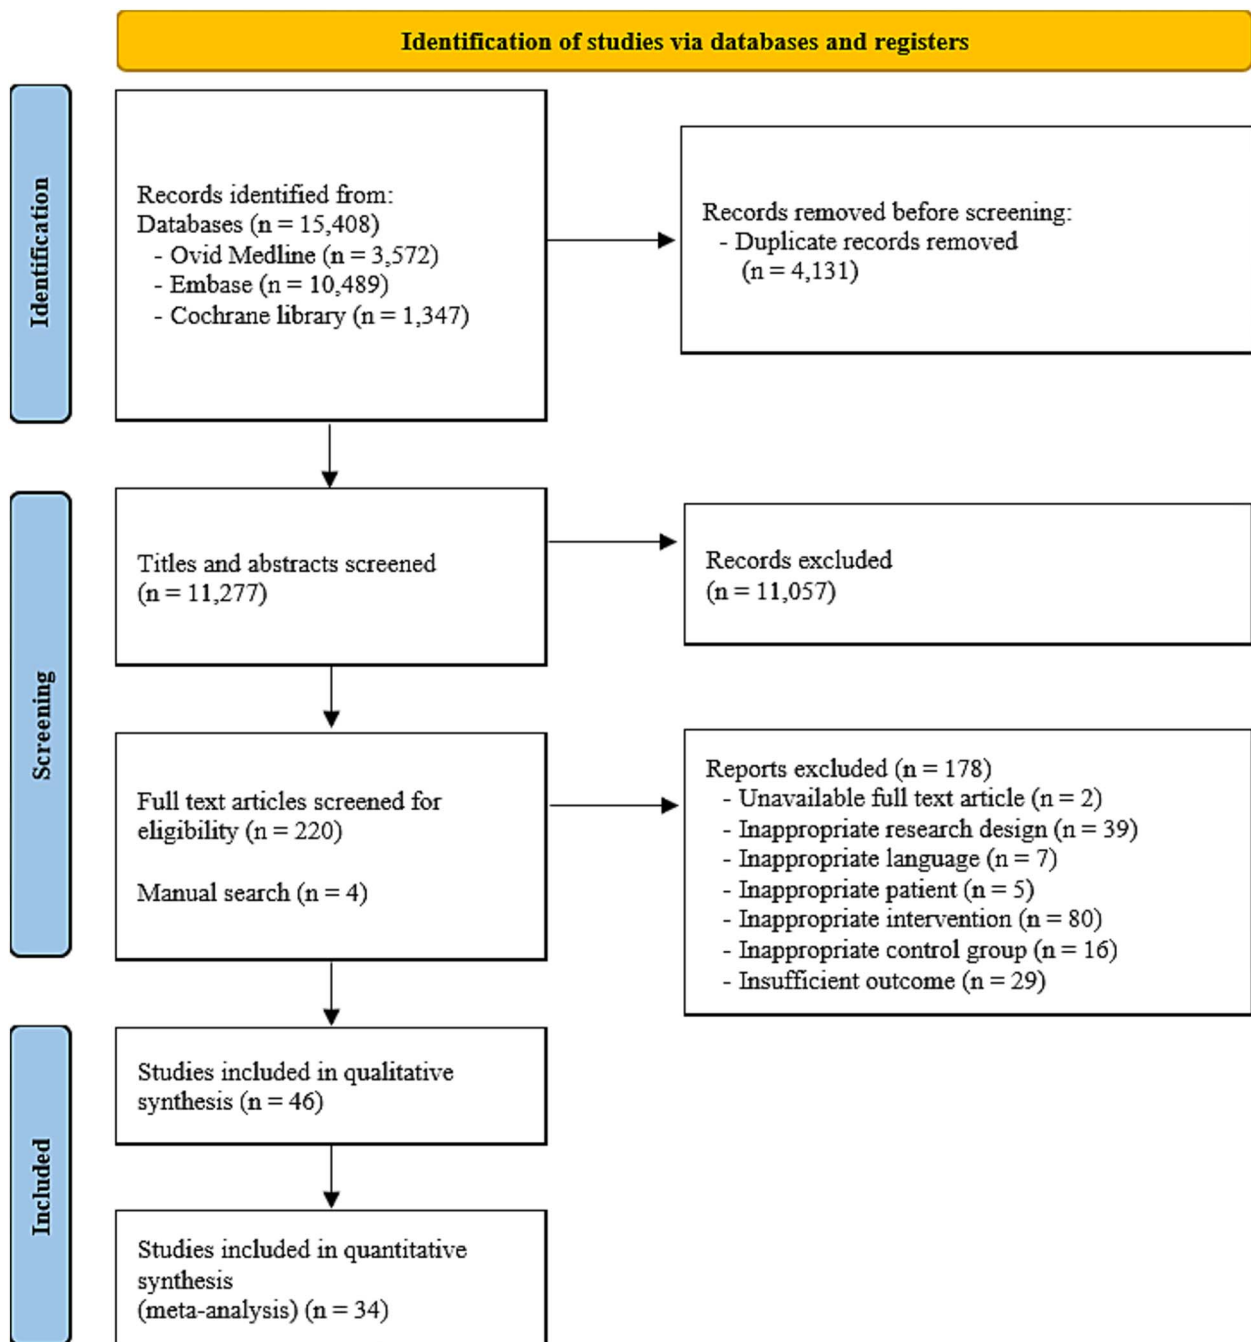 Identification of studies via databases and registers
Identification
Records identified from:
Databases (n = 15,408)
- Ovid Medline (n = 3,572)
- Embase (n = 10,489)
- Cochrane library (n = 1,347)
Records removed before screening:
- Duplicate records removed
(n = 4,131)
Screening
Titles and abstracts screened
(n = 11,277)
Records excluded
(n = 11,057)
Full text articles screened for
eligibility (n = 220)
Manual search (n = 4)
Reports excluded (n = 178)
- Unavailable full text article (n = 2)
- Inappropriate research design (n = 39)
- Inappropriate language (n = 7)
- Inappropriate patient (n = 5)
- Inappropriate intervention (n = 80)
- Inappropriate control group (n = 16)
- Insufficient outcome (n = 29)
Included
Studies included in qualitative
synthesis (n = 46)
Studies included in quantitative
synthesis
(meta-analysis) (n = 34)